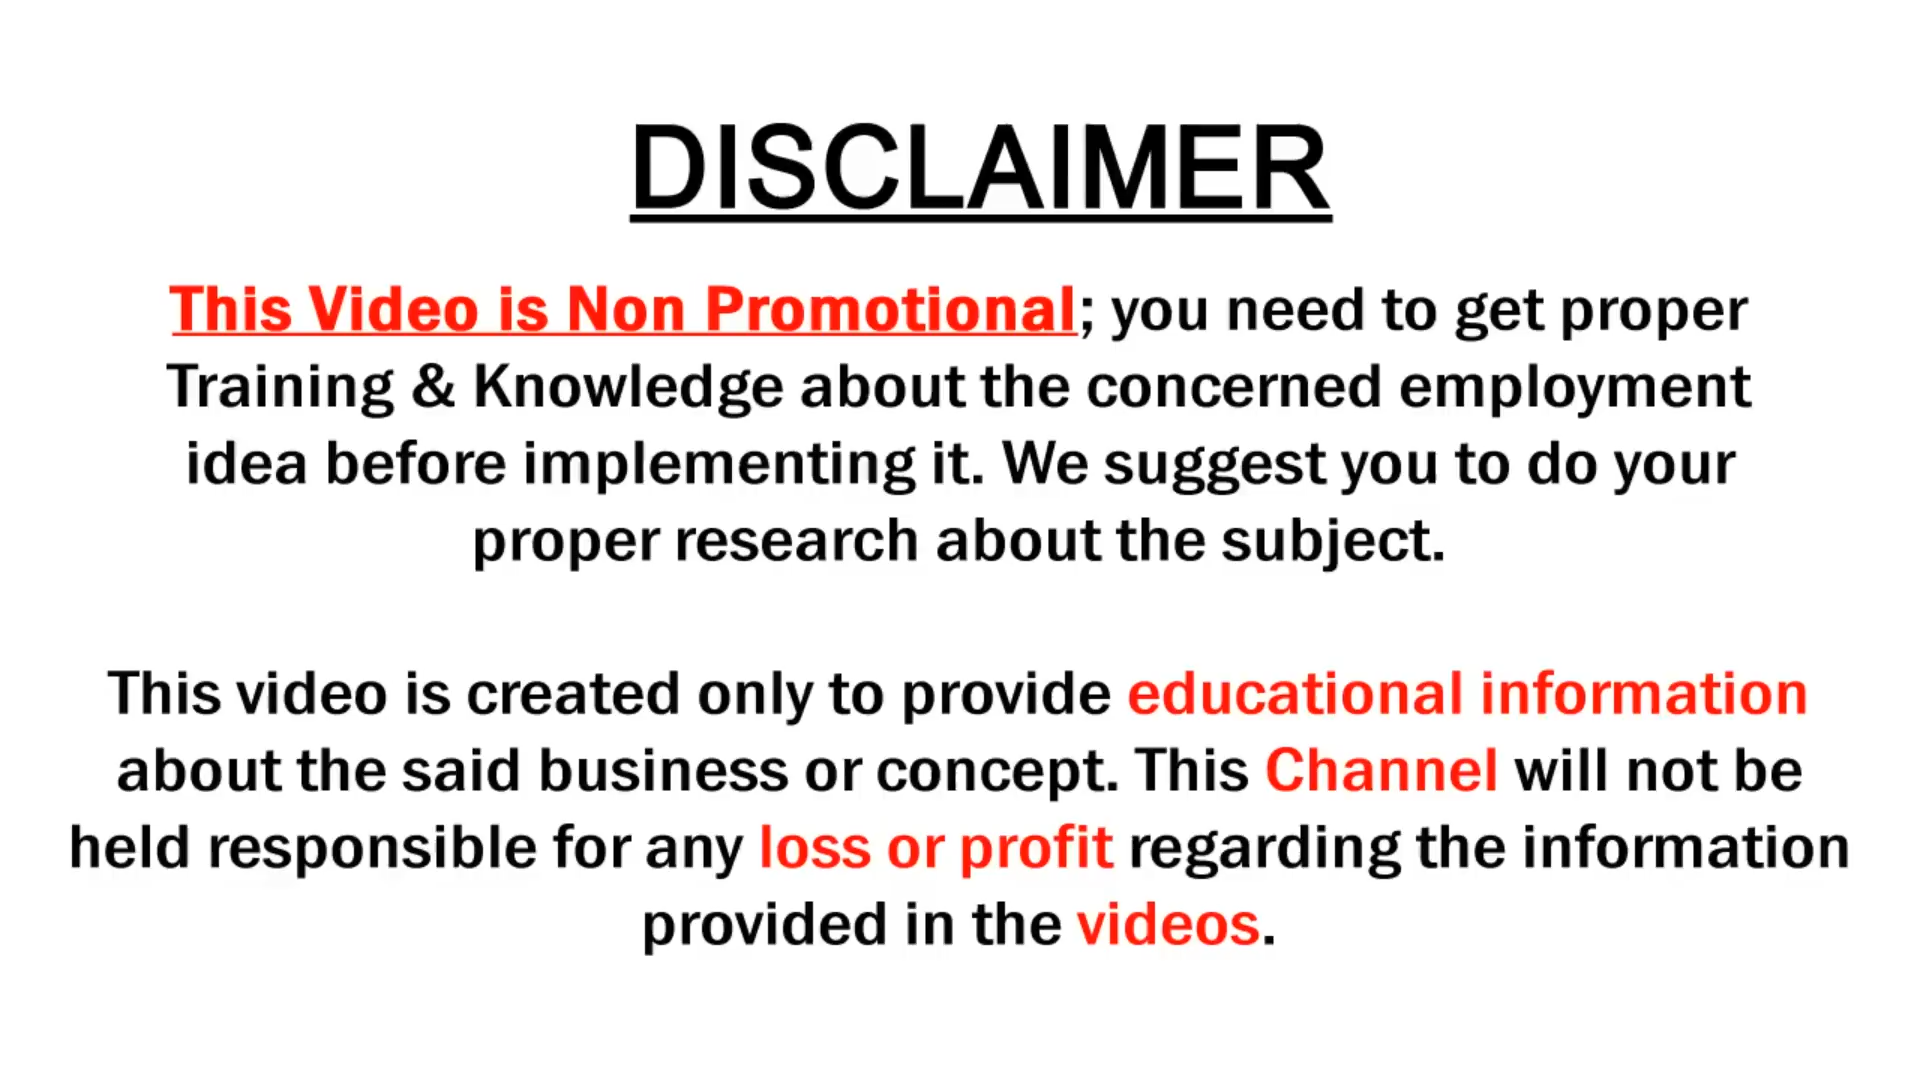 DISCLAIMER
This Video is Non Promotional; you need to get proper
Training & Knowledge about the concerned employment
idea before implementing it. We suggest you to do your
proper research about the subject.
This video is created only to provide educational information
about the said business or concept. This Channel will not be
held responsible for any loss or profit regarding the information
provided in the videos.